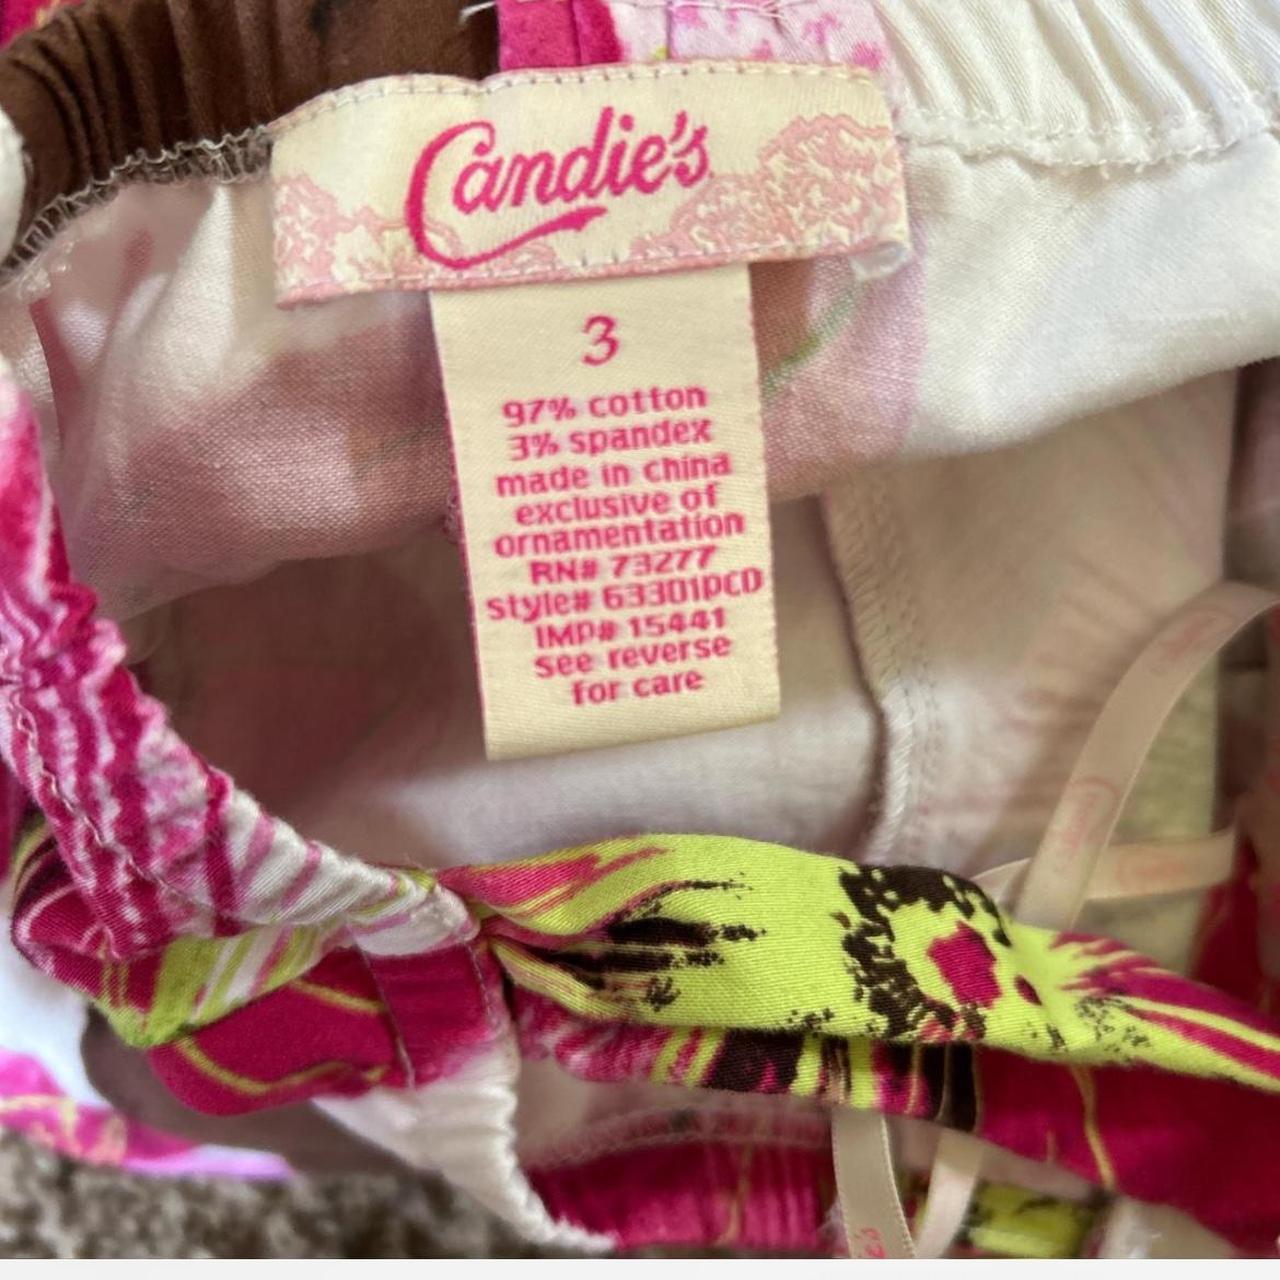 Candie's
3
97% cotton
3% spandex
made in china
exclusive of
ornamentation
RN# 73277
style# 63301PCD
IMP# 15441
see reverse
for care